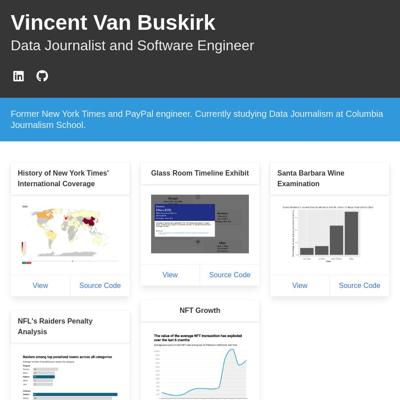 Vincent Van Buskirk
Data Journalist and Software Engineer
Former New York Times and PayPal engineer. Currently studying Data Journalism at Columbia
Journalism School.
History of New York Times'
International Coverage
View
Source Code
Glass Room Timeline Exhibit
View
Source Code
Santa Barbara Wine
Examination
View
Source Code
NFL's Raiders Penalty
Analysis
Raiders among top penalized teams across all categories
NFT Growth
The value of the average NFT transaction has exploded
over the last 6 months